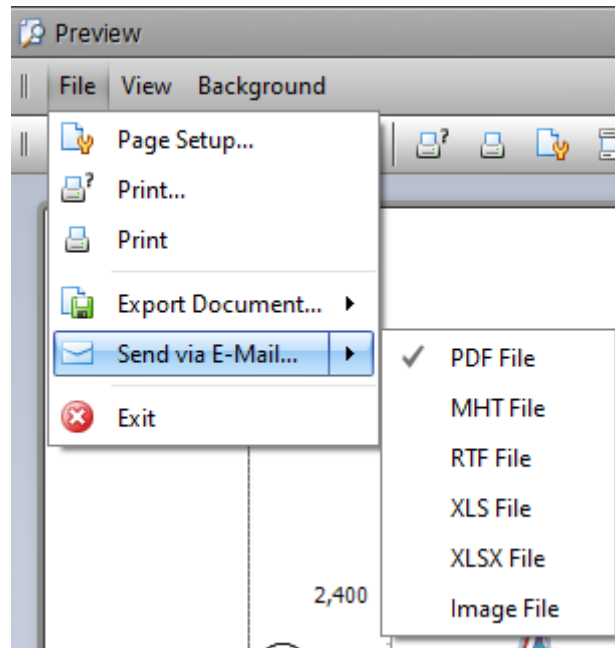 Preview
File View Background
Page Setup...
Print...
Print
Export Document...
Send via E-Mail...
Exit
PDF File
MHT File
RTF File
XLS File
XLSX File
Image File
2,400